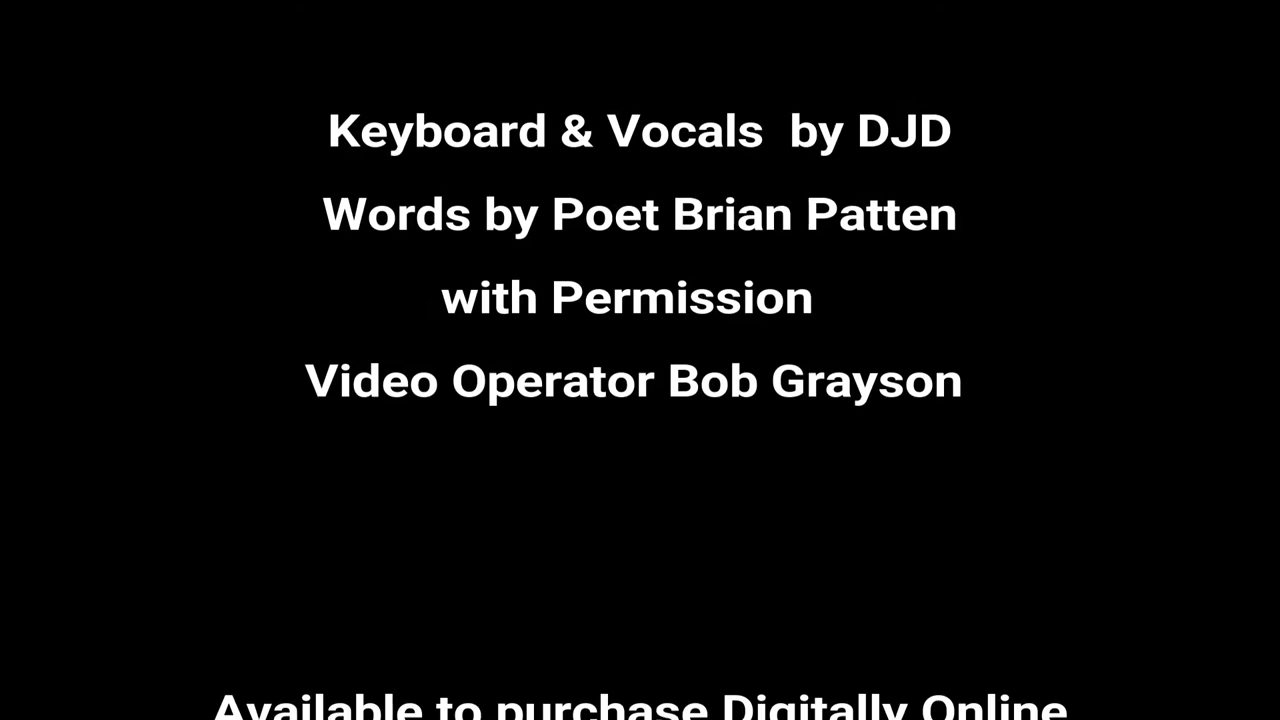 Keyboard & Vocals  by DJD
Words by Poet Brian Patten
with Permission
Video Operator Bob Grayson
Available to purchase Digitally Online